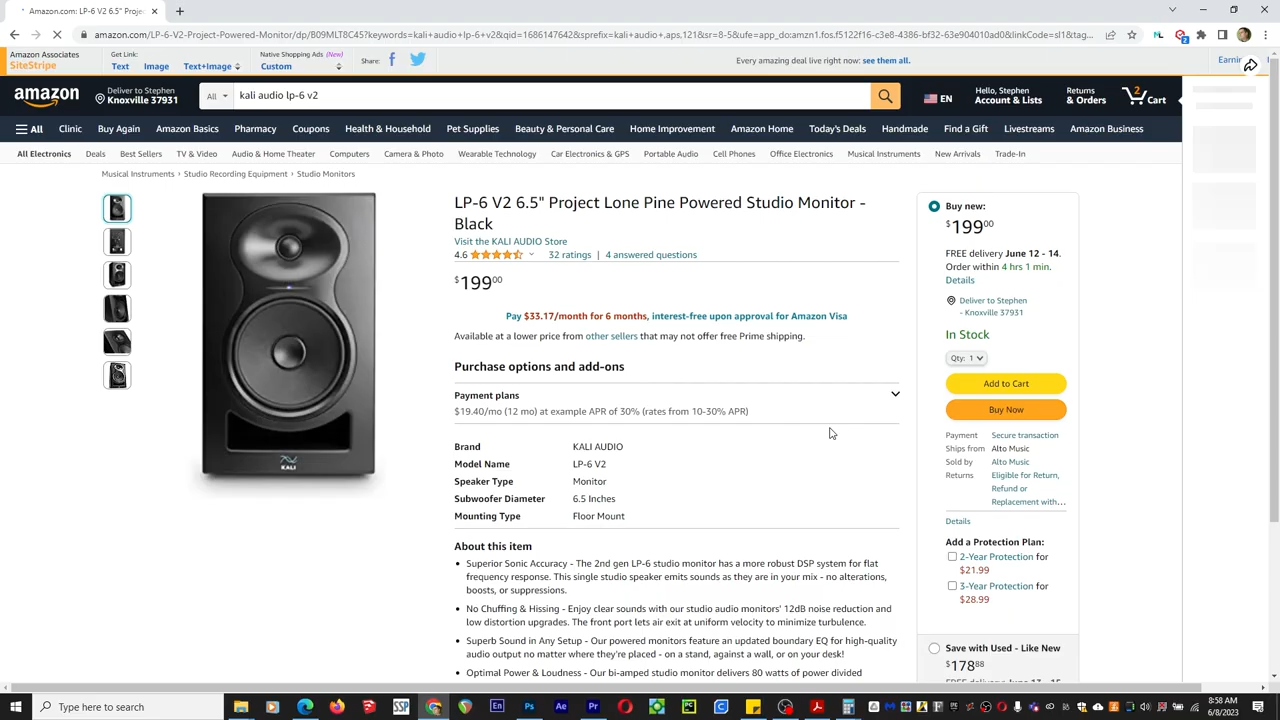 Amazon.com: LP-6 V2 6.5" Proje
amazon.com/LP-6-V2-Project-Monitor-Powered-Monitor/dp/B09MLT8C45?keywords=kali+audio+lp-6+v2&qid=1686147642&sprefix=kali+audio+,aps,121&sr=8-5&ufe=app_do:amzn1.fos.f5122f16-c3e8-4386-bf32-63e904010ad0&linkCode=sl1&tag...
Amazon Associates
SiteStripe
Get Link:
Text Image Text+Image
Native Shopping Ads (New)
Custom
Share:
Every amazing deal live right now: see them all.
Earnin
amazon
Deliver to Stephen
Knoxville 37931
All
kali audio lp-6 v2
EN
Hello, Stephen
Account & Lists
Returns
& Orders
2
Cart
All Clinic Buy Again Amazon Basics Pharmacy Coupons Health & Household Pet Supplies Beauty & Personal Care Home Improvement Amazon Home Today's Deals Handmade Find a Gift Livestreams Amazon Business
All Electronics Deals Best Sellers TV & Video Audio & Home Theater Computers Camera & Photo Wearable Technology Car Electronics & GPS Portable Audio Cell Phones Office Electronics Musical Instruments New Arrivals Trade-In
Musical Instruments › Studio Recording Equipment › Studio Monitors
KALI
LP-6 V2 6.5" Project Lone Pine Powered Studio Monitor -
Black
Visit the KALI AUDIO Store
4.6 32 ratings | 4 answered questions
$199 00
Pay $33.17/month for 6 months, interest-free upon approval for Amazon Visa
Available at a lower price from other sellers that may not offer free Prime shipping.
Purchase options and add-ons
Payment plans
$19.40/mo (12 mo) at example APR of 30% (rates from 10-30% APR)
Brand KALI AUDIO
Model Name LP-6 V2
Speaker Type Monitor
Subwoofer Diameter 6.5 Inches
Mounting Type Floor Mount
About this item
• Superior Sonic Accuracy - The 2nd gen LP-6 studio monitor has a more robust DSP system for flat
frequency response. This single studio speaker emits sounds as they are in your mix - no alterations,
boosts, or suppressions.
• No Chuffing & Hissing - Enjoy clear sounds with our studio audio monitors' 12dB noise reduction and
low distortion upgrades. The front port lets air exit at uniform velocity to minimize turbulence.
• Superb Sound in Any Setup - Our powered monitors feature an updated boundary EQ for high-quality
audio output no matter where they're placed - on a stand, against a wall, or on your desk!
• Optimal Power & Loudness - Our bi-amped studio monitor delivers 80 watts of power divided
Buy new:
$199 00
FREE delivery June 12 - 14.
Order within 4 hrs 1 min.
Details
Deliver to Stephen
- Knoxville 37931
In Stock
Qty: 1
Add to Cart
Buy Now
Payment Secure transaction
Ships from Alto Music
Sold by Alto Music
Returns Eligible for Return,
Refund or
Replacement with...
Details
Add a Protection Plan:
2-Year Protection for
$21.99
3-Year Protection for
$28.99
Save with Used - Like New
$178 88
FREE delivery June 13 - 15
Type here to search
8:58 AM
6/8/2023